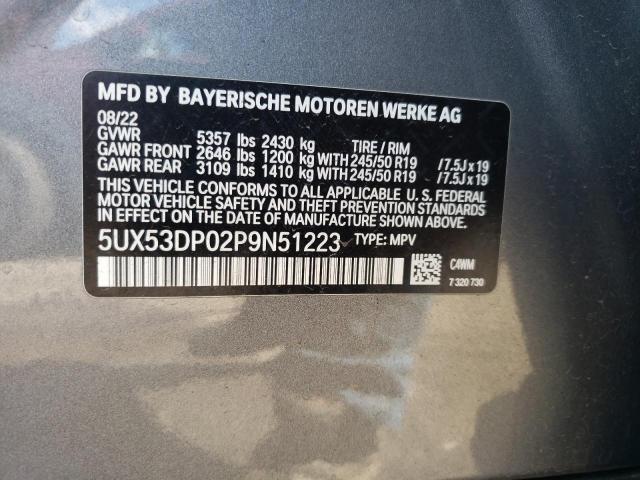 MFD BY BAYERISCHE MOTOREN WERKE AG
08/22
GVWR 5357 lbs 2430 kg TIRE / RIM
GAWR FRONT 2646 lbs 1200 kg WITH 245/50 R19 /7.5J x 19
GAWR REAR 3109 lbs 1410 kg WITH 245/50 R19 /7.5J x 19
THIS VEHICLE CONFORMS TO ALL APPLICABLE U. S. FEDERAL
MOTOR VEHICLE SAFETY AND THEFT PREVENTION STANDARDS
IN EFFECT ON THE DATE OF MANUFACTURE SHOWN ABOVE.
5UX53DP02P9N51223 TYPE: MPV
C4WM
7 320 730